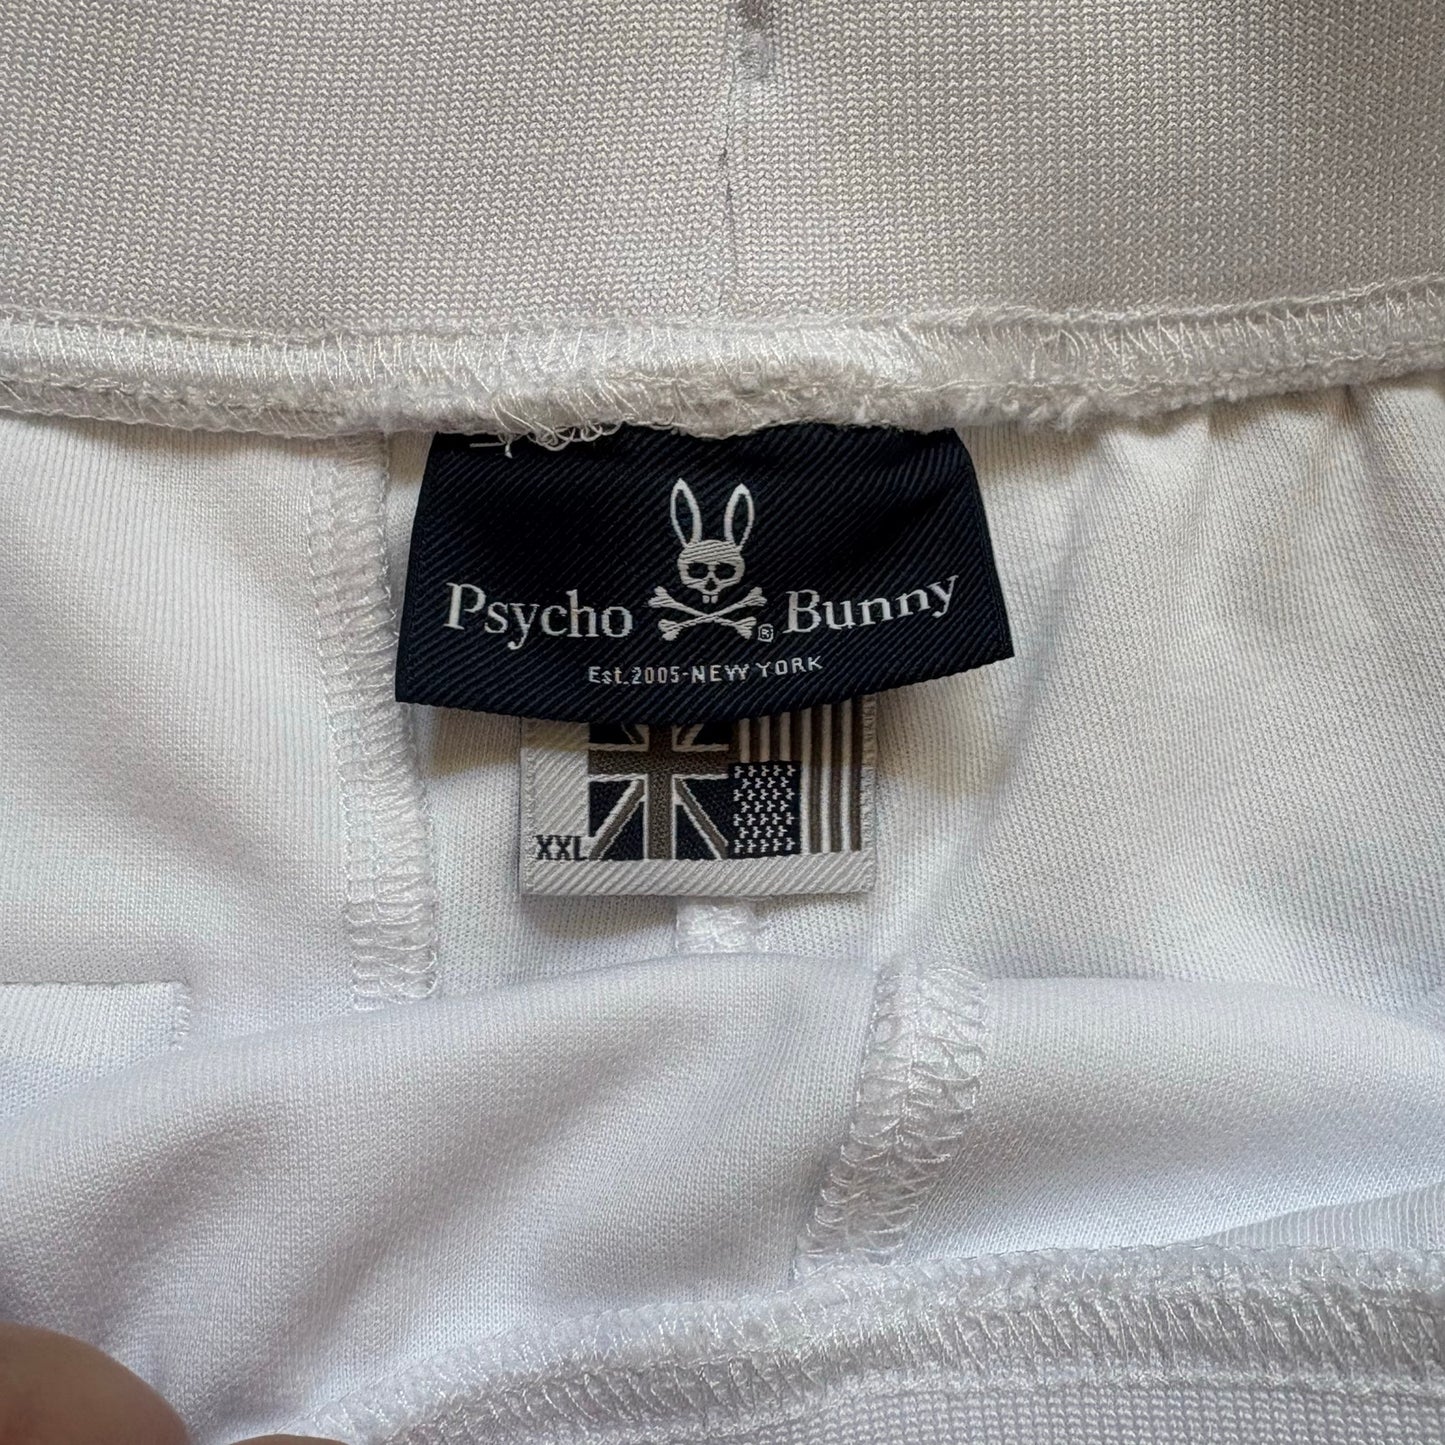 Psycho ® Bunny
Est. 2005-NEW YORK
XXL